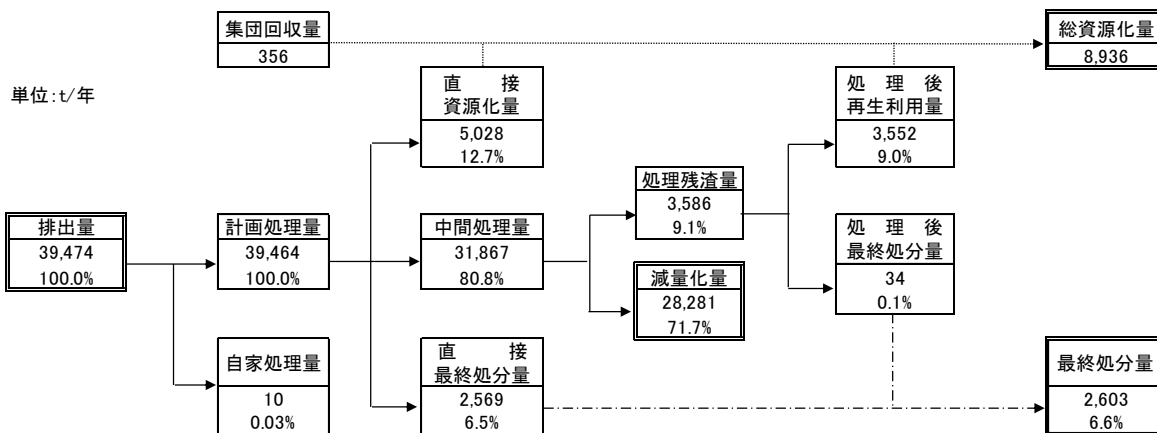 集団回収量
356
総資源化量
8,936
単位:t/年
直　接
資源化量
5,028
12.7%
処　理　後
再生利用量
3,552
9.0%
処理残渣量
3,586
9.1%
排出量
39,474
100.0%
計画処理量
39,464
100.0%
中間処理量
31,867
80.8%
処　理　後
最終処分量
34
0.1%
減量化量
28,281
71.7%
自家処理量
10
0.03%
直　接
最終処分量
2,569
6.5%
最終処分量
2,603
6.6%